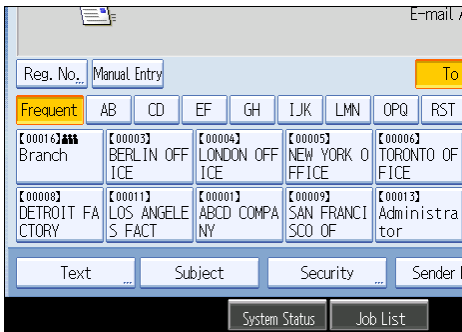 E-mail A
Reg. No. Manual Entry To
Frequent AB CD EF GH IJK LMN OPQ RST
【00016】 【00003】 【00004】 【00005】 【00006】
Branch BERLIN OFF LONDON OFF NEW YORK O TORONTO OF
ICE ICE FFICE FICE
【00008】 【00011】 【00001】 【00009】 【00013】
DETROIT FA LOS ANGELE ABCD COMPA SAN FRANCI Administra
CTORY S FACT NY SCO OF tor
Text Subject Security Sender
System Status Job List